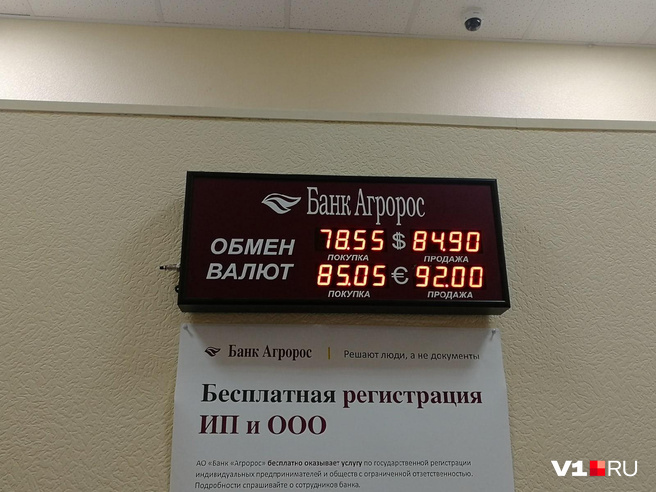 Банк Агророс
ОБМЕН ВАЛЮТ
78.55 $ 84.90
ПОКУПКА ПРОДАЖА
85.05 € 92.00
ПОКУПКА ПРОДАЖА
Банк Агророс | Решают люди, а не документы
Бесплатная регистрация
ИП и ООО
АО «Банк «Агророс» бесплатно оказывает услугу по государственной регистрации
индивидуальных предпринимателей и обществ с ограниченной ответственностью.
Подробности спрашивайте у сотрудников банка.
V1.RU